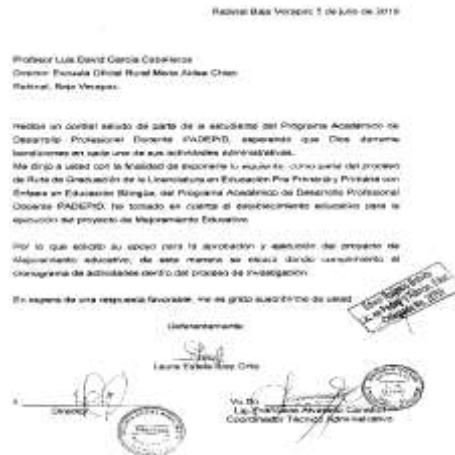 Rabinal Baja Verapaz 5 de julio de 2019
Profesor Luis David García Caballeros
Director Escuela Oficial Rural Mixta Aldea Chiac
Rabinal, Baja Verapaz.
Reciba un cordial saludo de parte de la estudiante del Programa Académico de
Desarrollo Profesional Docente PADEP/D, esperando que Dios derrame
bendiciones en cada una de sus actividades administrativas.
Me dirijo a usted con la finalidad de exponerle lo siguiente: como parte del proceso
de Ruta de Graduación de la Licenciatura en Educación Pre Primaria y Primaria con
Énfasis en Educación Bilingüe, del Programa Académico de Desarrollo Profesional
Docente PADEP/D, he tomado en cuenta el establecimiento educativo para la
ejecución del proyecto de Mejoramiento Educativo.
Por lo que solicito su apoyo para la aprobación y ejecución del proyecto de
Mejoramiento educativo, de esta manera se estará dando cumplimiento al
cronograma de actividades dentro del proceso de investigación.
En espera de una respuesta favorable, me es grato suscribirme de usted
Deferentemente
Laura Estela Ortiz
Director
Vo. Bo.
Lic. Alvarado
Coordinador Técnico Administrativo